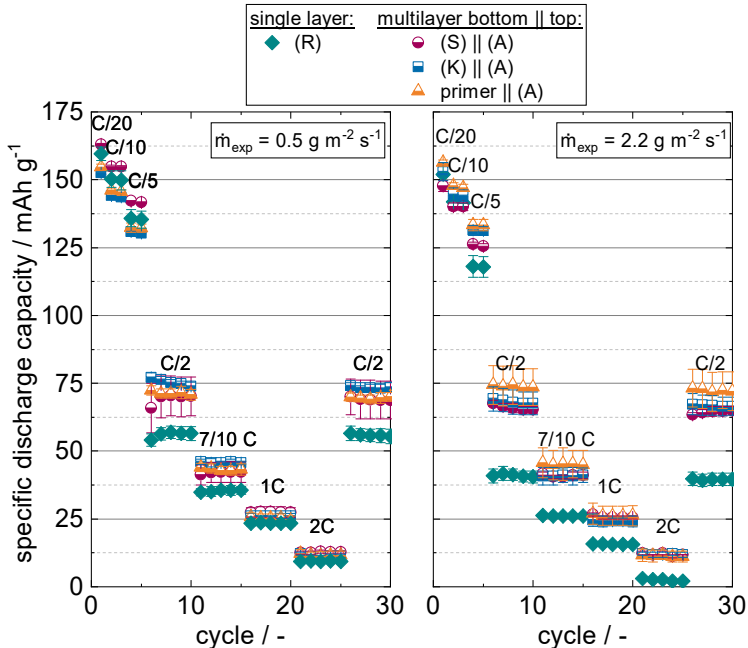 single layer: multilayer bottom || top:
(R) (S) || (A)
(K) || (A)
primer || (A)
specific discharge capacity / mAh g⁻¹
175
150
125
100
75
50
25
0
C/20
C/10
C/5
ṁexp = 0.5 g m⁻² s⁻¹
C/2
C/2
7/10 C
1C
2C
0 10 20 30
cycle / -
C/20
C/10
C/5
ṁexp = 2.2 g m⁻² s⁻¹
C/2
C/2
7/10 C
1C
2C
0 10 20 30
cycle / -